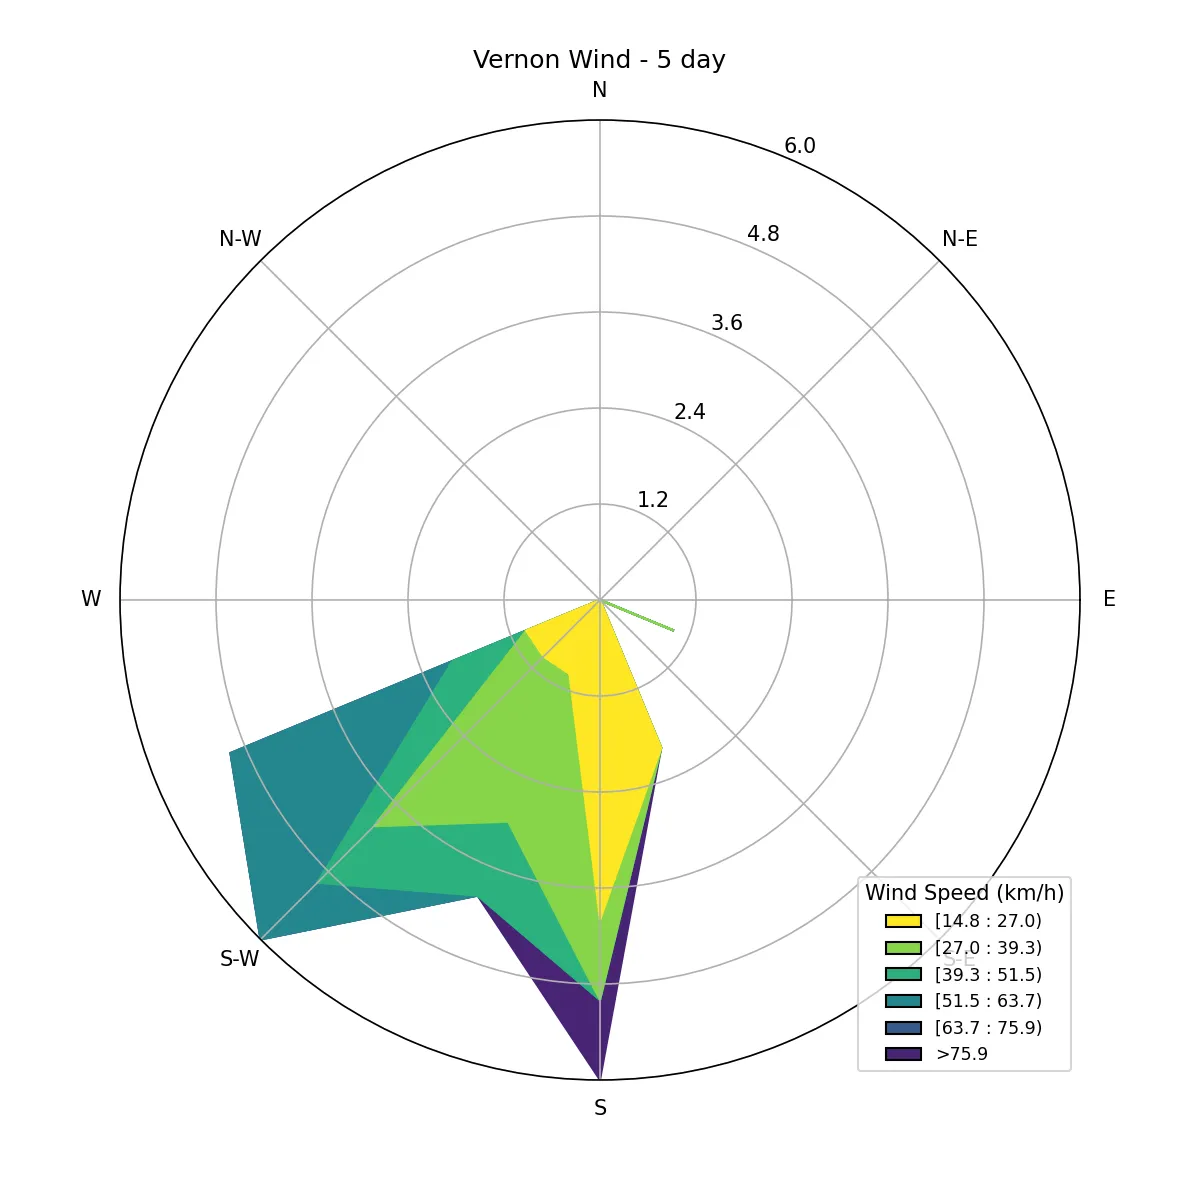 Vernon Wind - 5 day
N
6.0
N-W
4.8
N-E
3.6
2.4
1.2
W
E
Wind Speed (km/h)
[14.8 : 27.0)
[27.0 : 39.3)
S-W
S-E
[39.3 : 51.5)
[51.5 : 63.7)
[63.7 : 75.9)
>75.9
S